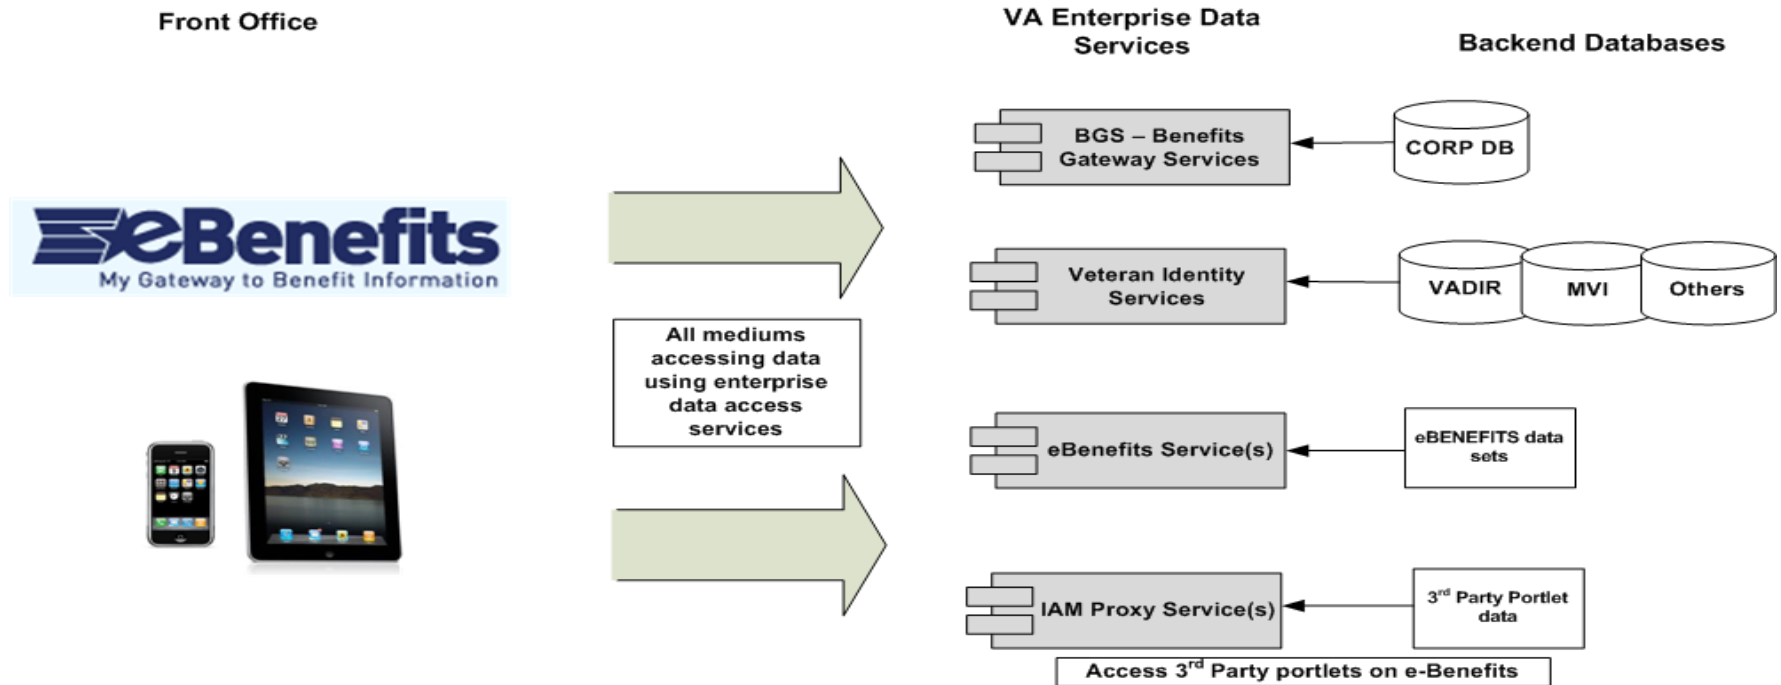 Front Office
VA Enterprise Data
Services
Backend Databases
eBenefits
My Gateway to Benefit Information
All mediums
accessing data
using enterprise
data access
services
BGS – Benefits
Gateway Services
CORP DB
Veteran Identity
Services
VADIR
MVI
Others
eBenefits Service(s)
eBENEFITS data
sets
IAM Proxy Service(s)
3rd Party Portlet
data
Access 3rd Party portlets on e-Benefits